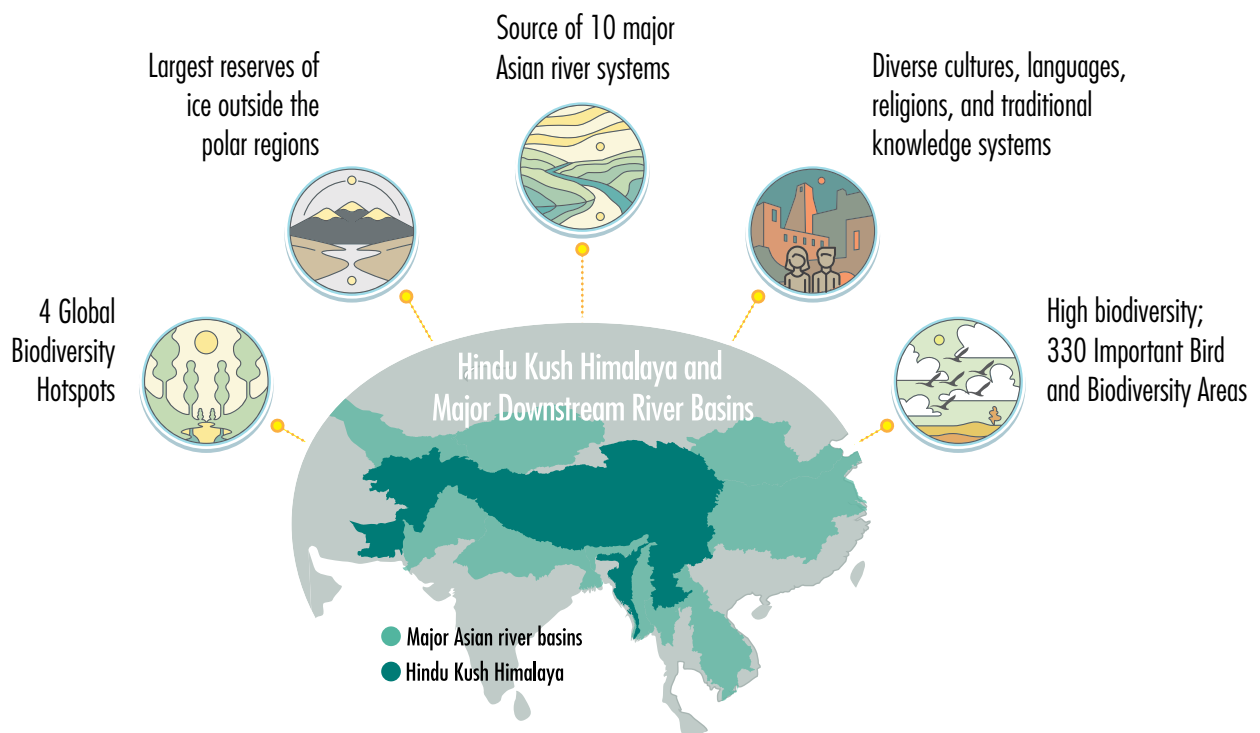 Source of 10 major
Asian river systems
Largest reserves of
ice outside the
polar regions
Diverse cultures, languages,
religions, and traditional
knowledge systems
4 Global
Biodiversity
Hotspots
High biodiversity;
330 Important Bird
and Biodiversity Areas
Hindu Kush Himalaya and
Major Downstream River Basins
Major Asian river basins
Hindu Kush Himalaya